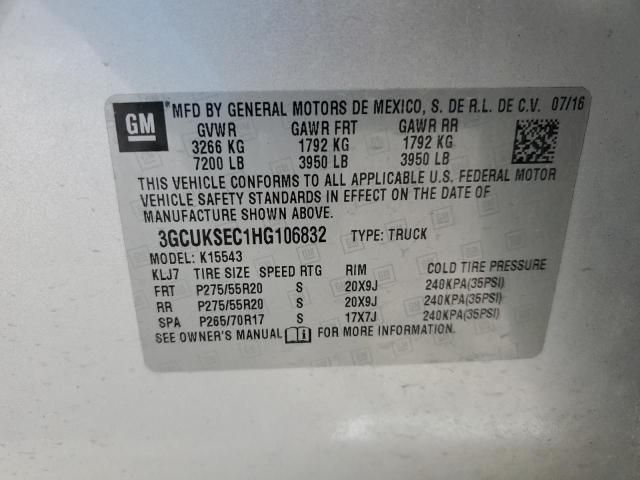 GM
MFD BY GENERAL MOTORS DE MEXICO, S. DE R.L. DE C.V. 07/16
GVWR GAWR FRT GAWR RR
3266 KG 1792 KG 1792 KG
7200 LB 3950 LB 3950 LB
THIS VEHICLE CONFORMS TO ALL APPLICABLE U.S. FEDERAL MOTOR
VEHICLE SAFETY STANDARDS IN EFFECT ON THE DATE OF
MANUFACTURE SHOWN ABOVE.
3GCUKSEC1HG106832 TYPE: TRUCK
MODEL: K15543
KLJ7 TIRE SIZE SPEED RTG RIM COLD TIRE PRESSURE
FRT P275/55R20 S 20X9J 240KPA(35PSI)
RR P275/55R20 S 20X9J 240KPA(35PSI)
SPA P265/70R17 S 17X7J 240KPA(35PSI)
SEE OWNER'S MANUAL FOR MORE INFORMATION.